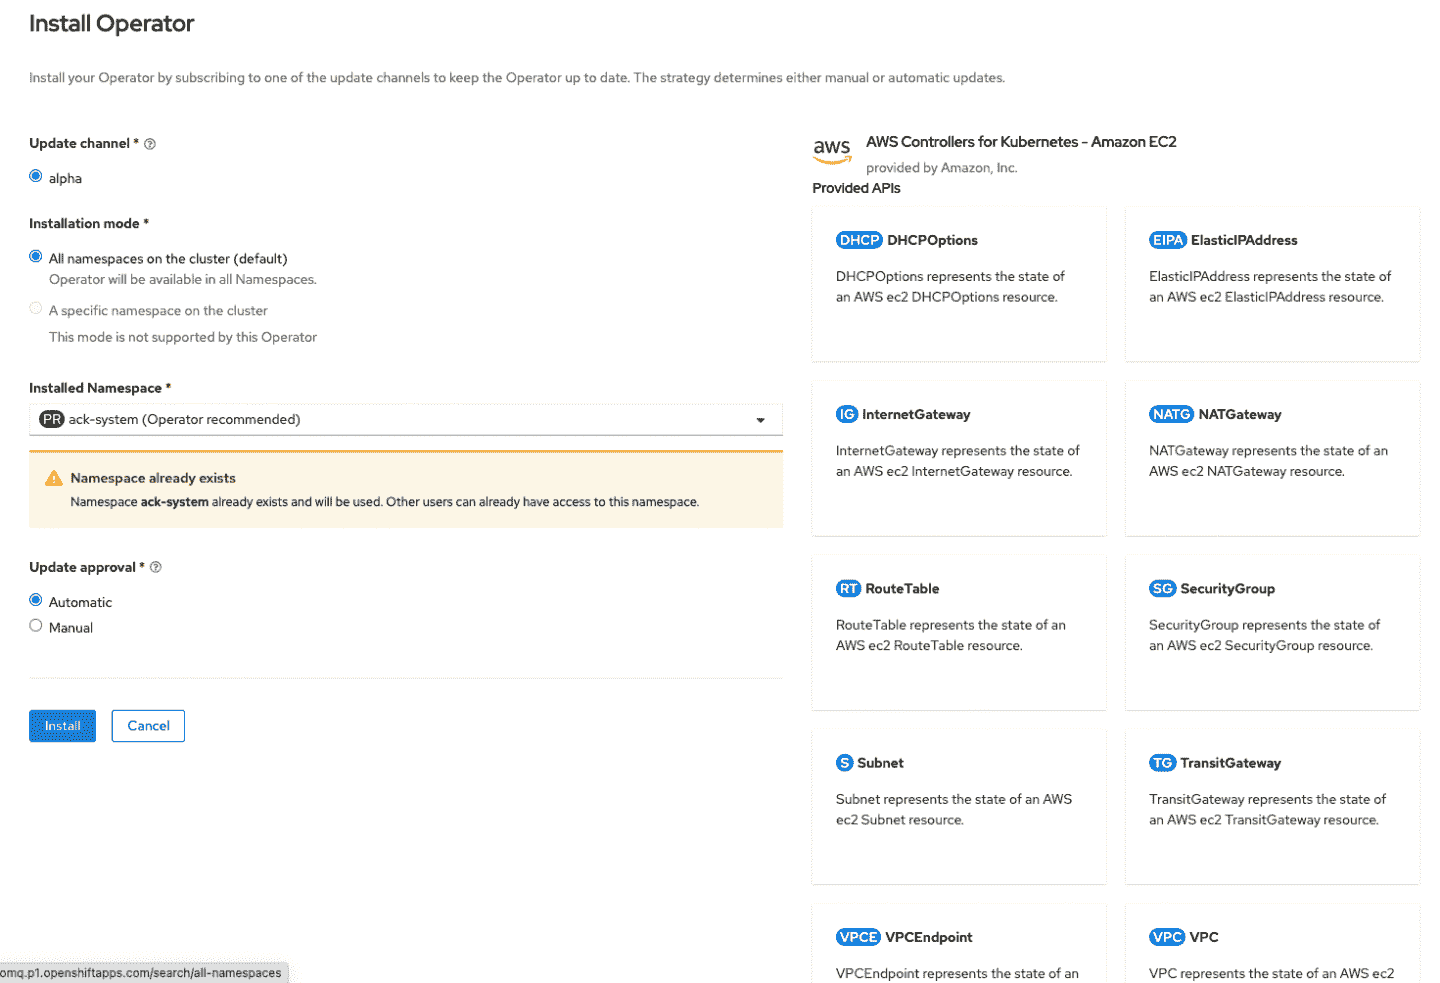 Install Operator
Install your Operator by subscribing to one of the update channels to keep the Operator up to date. The strategy determines either manual or automatic updates.
Update channel *
alpha
Installation mode *
All namespaces on the cluster (default)
Operator will be available in all Namespaces.
A specific namespace on the cluster
This mode is not supported by this Operator
Installed Namespace *
PR ack-system (Operator recommended)
Namespace already exists
Namespace ack-system already exists and will be used. Other users can already have access to this namespace.
Update approval *
Automatic
Manual
Install Cancel
aws
AWS Controllers for Kubernetes - Amazon EC2
provided by Amazon, Inc.
Provided APIs
DHCP DHCPOptions
DHCPOptions represents the state of
an AWS ec2 DHCPOptions resource.
EIPA ElasticIPAddress
ElasticIPAddress represents the state of
an AWS ec2 ElasticIPAddress resource.
IG InternetGateway
InternetGateway represents the state of
an AWS ec2 InternetGateway resource.
NATG NATGateway
NATGateway represents the state of an
AWS ec2 NATGateway resource.
RT RouteTable
RouteTable represents the state of an
AWS ec2 RouteTable resource.
SG SecurityGroup
SecurityGroup represents the state of
an AWS ec2 SecurityGroup resource.
S Subnet
Subnet represents the state of an AWS
ec2 Subnet resource.
TG TransitGateway
TransitGateway represents the state of
an AWS ec2 TransitGateway resource.
VPCE VPCEndpoint
VPCEndpoint represents the state of an
VPC VPC
VPC represents the state of an AWS ec2
omq.p1.openshiftapps.com/search/all-namespaces